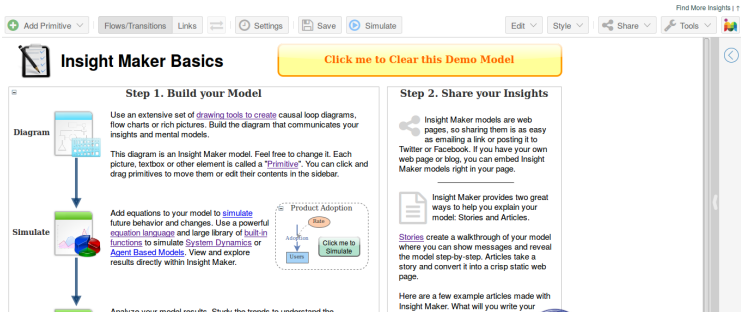 Find More Insights |
Add Primitive
Flows/Transitions
Links
Settings
Save
Simulate
Edit
Style
Share
Tools
Insight Maker Basics
Click me to Clear this Demo Model
Step 1. Build your Model
Diagram
Use an extensive set of drawing tools to create causal loop diagrams,
flow charts or rich pictures. Build the diagram that communicates your
insights and mental models.
This diagram is an Insight Maker model. Feel free to change it. Each
picture, textbox or other element is called a "Primitive". You can click and
drag primitives to move them or edit their contents in the sidebar.
Simulate
Add equations to your model to simulate
future behavior and changes. Use a powerful
equation language and large library of built-in
functions to simulate System Dynamics or
Agent Based Models. View and explore
results directly within Insight Maker.
Product Adoption
Rate
Adoption
Users
Click me to
Simulate
Analyze your model results. Study the trends to understand the
Step 2. Share your Insights
Insight Maker models are web
pages, so sharing them is as easy
as emailing a link or posting it to
Twitter or Facebook. If you have your own
web page or blog, you can embed Insight
Maker models right in your page.
Insight Maker provides two great
ways to help you explain your
model: Stories and Articles.
Stories create a walkthrough of your model
where you can show messages and reveal
the model step-by-step. Articles take a
story and convert it into a crisp static web
page.
Here are a few example articles made with
Insight Maker. What will you write your